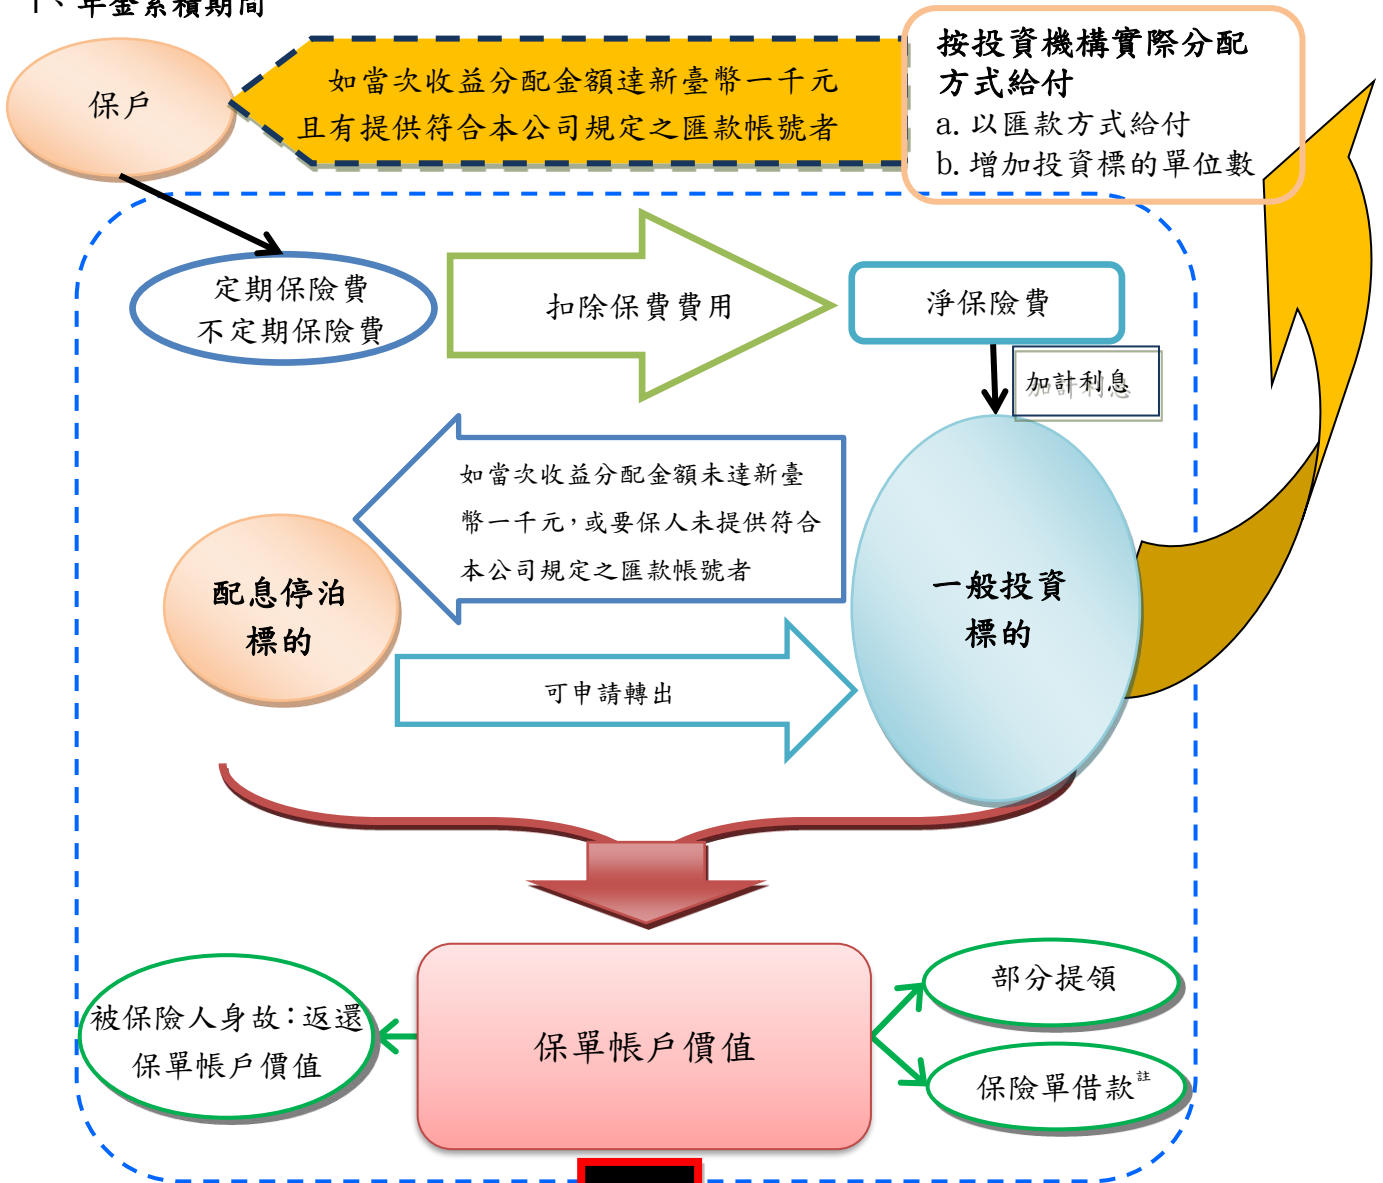 1、年金累積期間
保戶
如當次收益分配金額達新臺幣一千元
且有提供符合本公司規定之匯款帳號者
按投資機構實際分配
方式給付
a.以匯款方式給付
b.增加投資標的單位數
定期保險費
不定期保險費
扣除保費費用
淨保險費
加計利息
如當次收益分配金額未達新臺
幣一千元，或要保人未提供符合
本公司規定之匯款帳號者
配息停泊
標的
一般投資
標的
可申請轉出
被保險人身故：返還
保單帳戶價值
保單帳戶價值
部分提領
保險單借款註